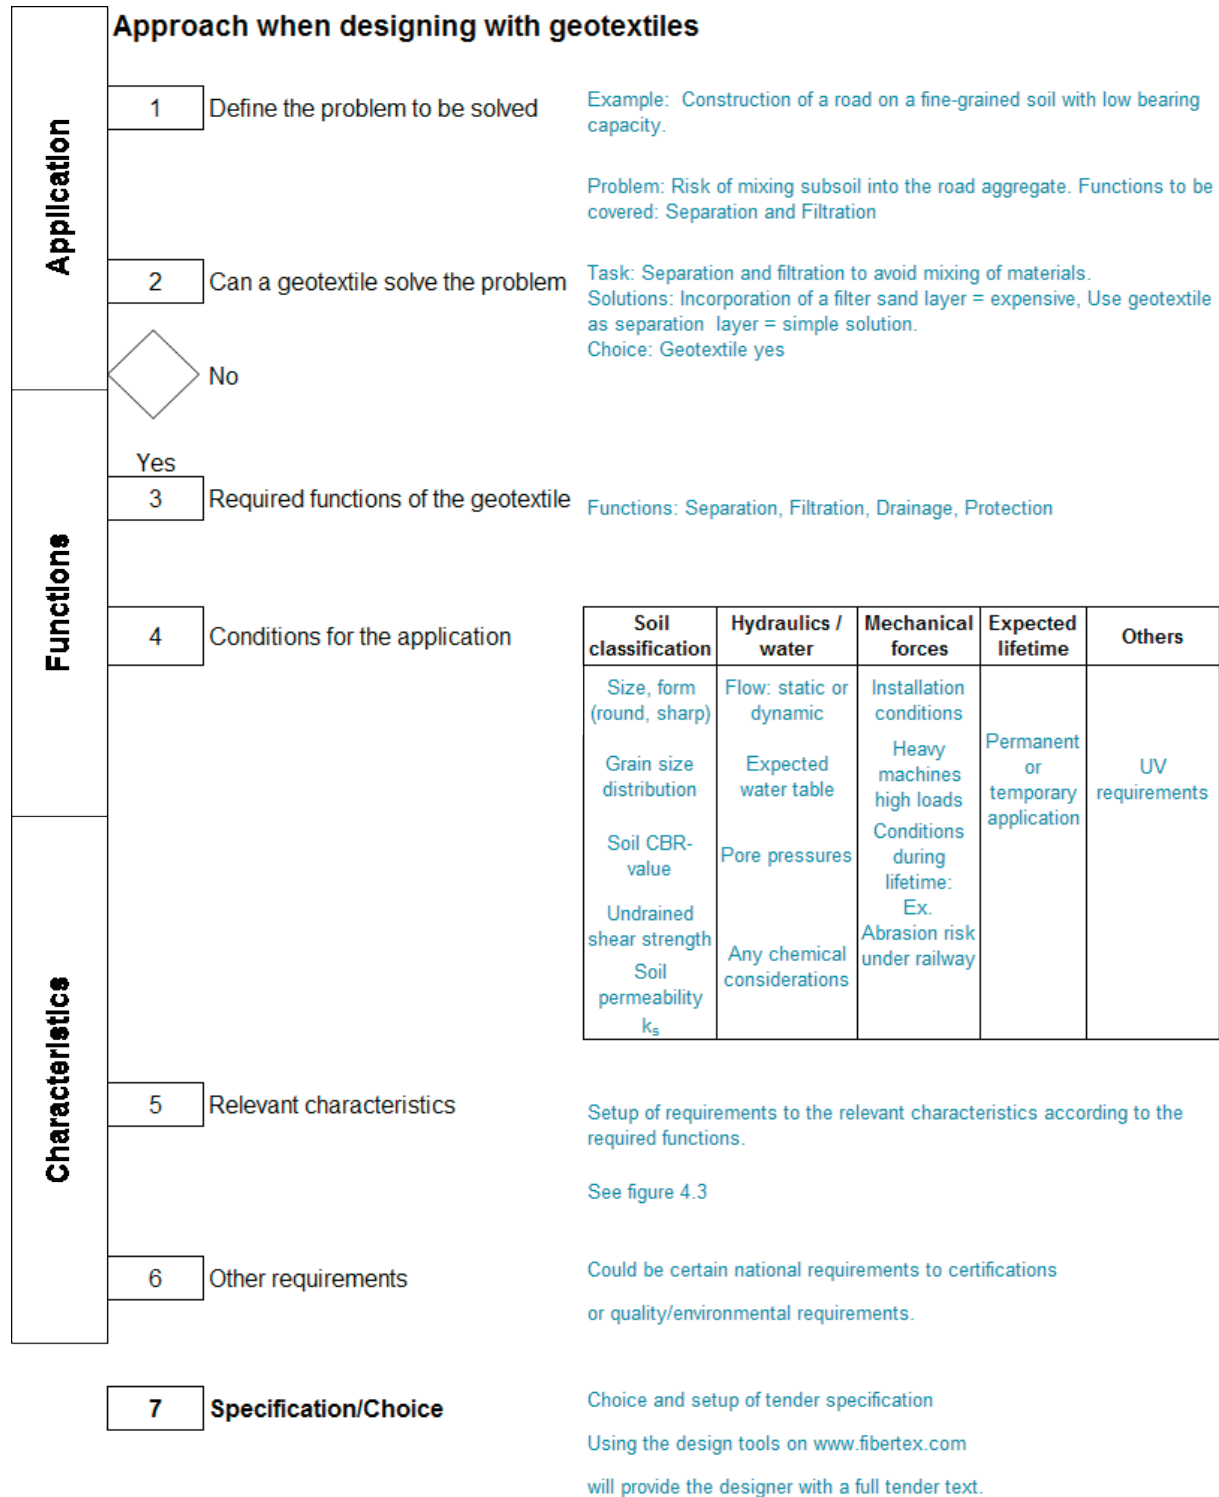 Approach when designing with geotextiles
Application
1
Define the problem to be solved
Example: Construction of a road on a fine-grained soil with low bearing
capacity.
Problem: Risk of mixing subsoil into the road aggregate. Functions to be
covered: Separation and Filtration
2
Can a geotextile solve the problem
Task: Separation and filtration to avoid mixing of materials.
Solutions: Incorporation of a filter sand layer = expensive, Use geotextile
as separation layer = simple solution.
Choice: Geotextile yes
No
Yes
Functions
3
Required functions of the geotextile
Functions: Separation, Filtration, Drainage, Protection
4
Conditions for the application
Soil
classification
Hydraulics /
water
Mechanical
forces
Expected
lifetime
Others
Size, form
(round, sharp)
Grain size
distribution
Soil CBR-
value
Undrained
shear strength
Soil
permeability
ks
Flow: static or
dynamic
Expected
water table
Pore pressures
Any chemical
considerations
Installation
conditions
Heavy
machines
high loads
Conditions
during
lifetime:
Ex.
Abrasion risk
under railway
Permanent
or
temporary
application
UV
requirements
Characteristics
5
Relevant characteristics
Setup of requirements to the relevant characteristics according to the
required functions.
See figure 4.3
6
Other requirements
Could be certain national requirements to certifications
or quality/environmental requirements.
7
Specification/Choice
Choice and setup of tender specification
Using the design tools on www.fibertex.com
will provide the designer with a full tender text.